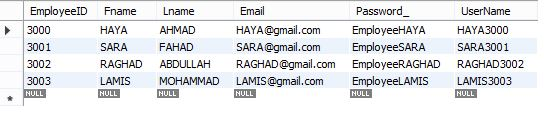 EmployeeID Fname Lname Email Password_ UserName
3000 HAYA AHMAD HAYA@gmail.com EmployeeHAYA HAYA3000
3001 SARA FAHAD SARA@gmail.com EmployeeSARA SARA3001
3002 RAGHAD ABDULLAH RAGHAD@gmail.com EmployeeRAGHAD RAGHAD3002
3003 LAMIS MOHAMMAD LAMIS@gmail.com EmployeeLAMIS LAMIS3003
NULL NULL NULL NULL NULL NULL